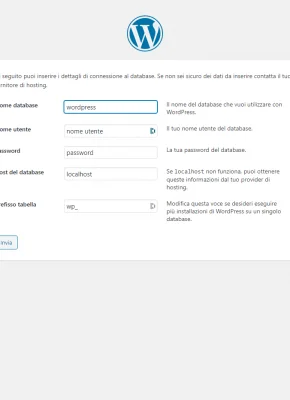 seguito puoi inserire i dettagli di connessione al database. Se non sei sicuro dei dati da inserire contatta il tuo
rnitore di hosting.
ome database
wordpress
Il nome del database che vuoi utilizzare con
WordPress.
ome utente
nome utente
Il tuo nome utente del database.
assword
password
La tua password del database.
ost del database
localhost
Se localhost non funziona, puoi ottenere
queste informazioni dal tuo provider di
hosting.
refisso tabella
wp_
Modifica questa voce se desideri eseguire
più installazioni di WordPress su un singolo
database.
Invia